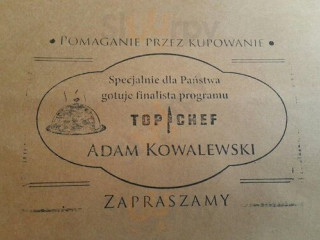 • Pomaganie przez kupowanie •
Specjalnie dla Państwa
gotuje finalista programu
TOP CHEF
Adam Kowalewski
Zapraszamy